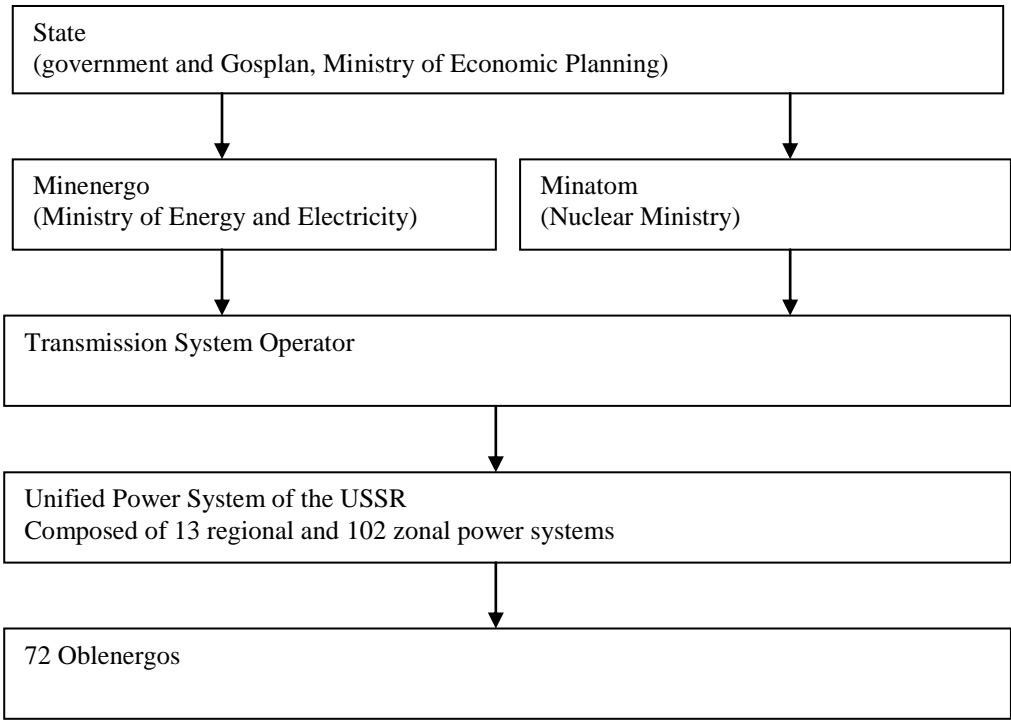 State
(government and Gosplan, Ministry of Economic Planning)
Minenergo
(Ministry of Energy and Electricity)
Minatom
(Nuclear Ministry)
Transmission System Operator
Unified Power System of the USSR
Composed of 13 regional and 102 zonal power systems
72 Oblenergos